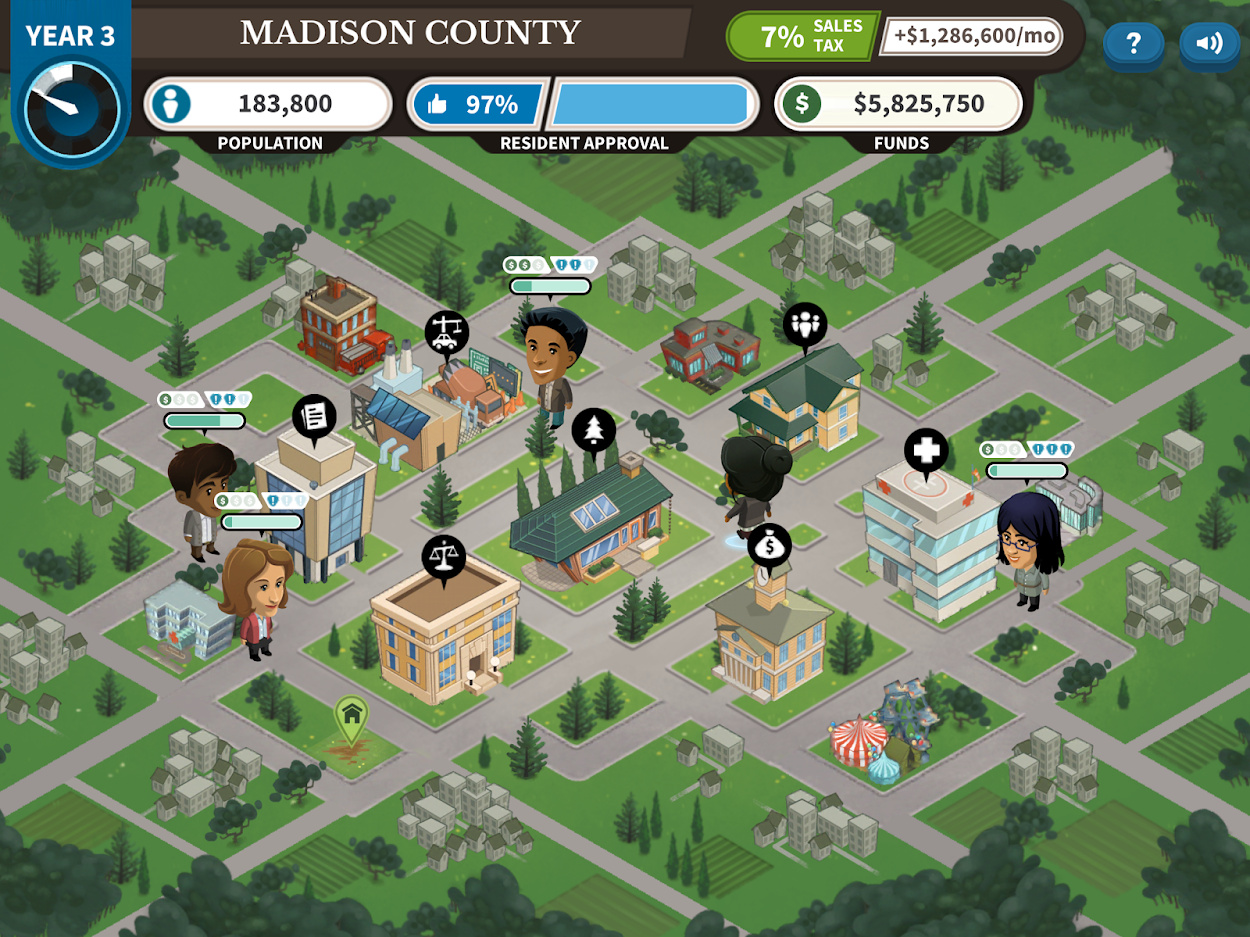 YEAR 3
MADISON COUNTY
7% SALES TAX
+$1,286,600/mo
?
183,800
97%
$ $5,825,750
POPULATION
RESIDENT APPROVAL
FUNDS
$ $ $ ! ! !
$ $ $ ! ! !
$ $ $ ! ! !
$ $ $ ! ! !
$